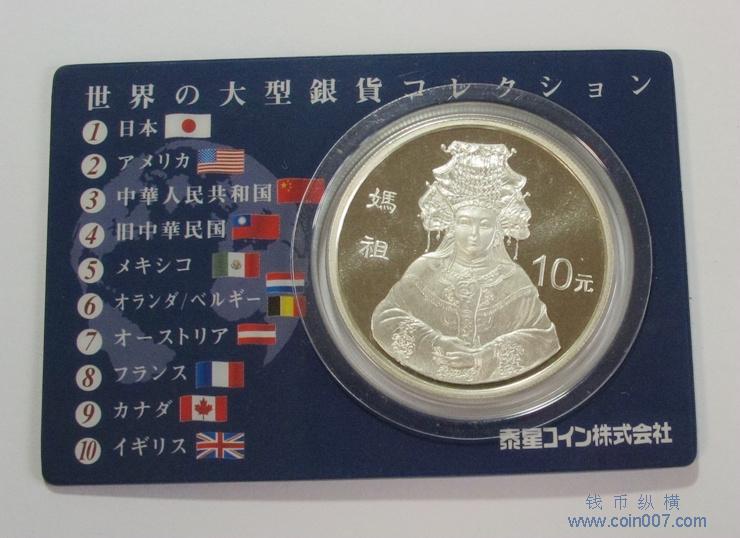 世界の大型銀貨コレクション
1 日本
2 アメリカ
3 中華人民共和国
4 旧中華民国
5 メキシコ
6 オランダ/ベルギー
7 オーストリア
8 フランス
9 カナダ
10 イギリス
媽祖
10元
泰星コイン株式会社
钱币纵横
www.coin007.com